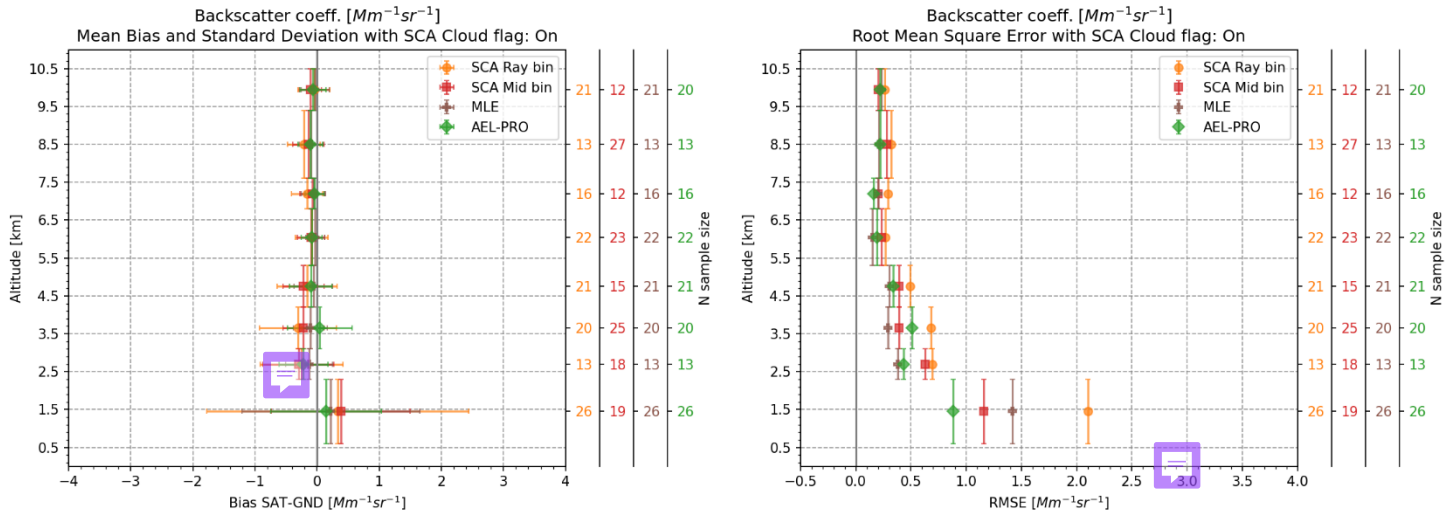 Backscatter coeff. [Mm⁻¹sr⁻¹]
Mean Bias and Standard Deviation with SCA Cloud flag: On
SCA Ray bin
SCA Mid bin
MLE
AEL-PRO
10.5
9.5
8.5
7.5
6.5
5.5
4.5
3.5
2.5
1.5
0.5
Altitude [km]
−4
−3
−2
−1
0
1
2
3
4
Bias SAT-GND [Mm⁻¹sr⁻¹]
21 12 21 20
13 27 13 13
16 12 16 16
22 23 22 22
21 15 21 21
20 25 20 20
13 18 13 13
26 19 26 26
N sample size
Backscatter coeff. [Mm⁻¹sr⁻¹]
Root Mean Square Error with SCA Cloud flag: On
SCA Ray bin
SCA Mid bin
MLE
AEL-PRO
10.5
9.5
8.5
7.5
6.5
5.5
4.5
3.5
2.5
1.5
0.5
Altitude [km]
−0.5
0.0
0.5
1.0
1.5
2.0
2.5
3.0
3.5
4.0
RMSE [Mm⁻¹sr⁻¹]
21 12 21 20
13 27 13 13
16 12 16 16
22 23 22 22
21 15 21 21
20 25 20 20
13 18 13 13
26 19 26 26
N sample size